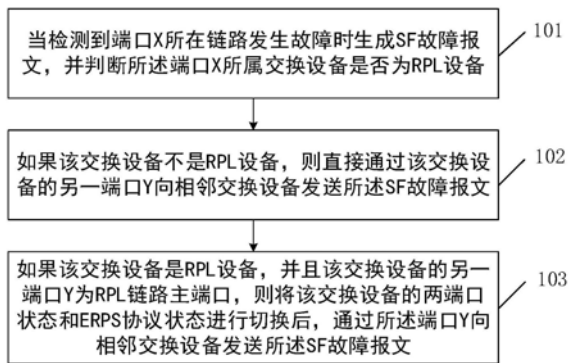 当检测到端口X所在链路发生故障时生成SF故障报
文，并判断所述端口X所属交换设备是否为RPL设备
101
如果该交换设备不是RPL设备，则直接通过该交换设
备的另一端口Y向相邻交换设备发送所述SF故障报文
102
如果该交换设备是RPL设备，并且该交换设备的另一
端口Y为RPL链路主端口，则将该交换设备的两端口
状态和ERPS协议状态进行切换后，通过所述端口Y向
相邻交换设备发送所述SF故障报文
103